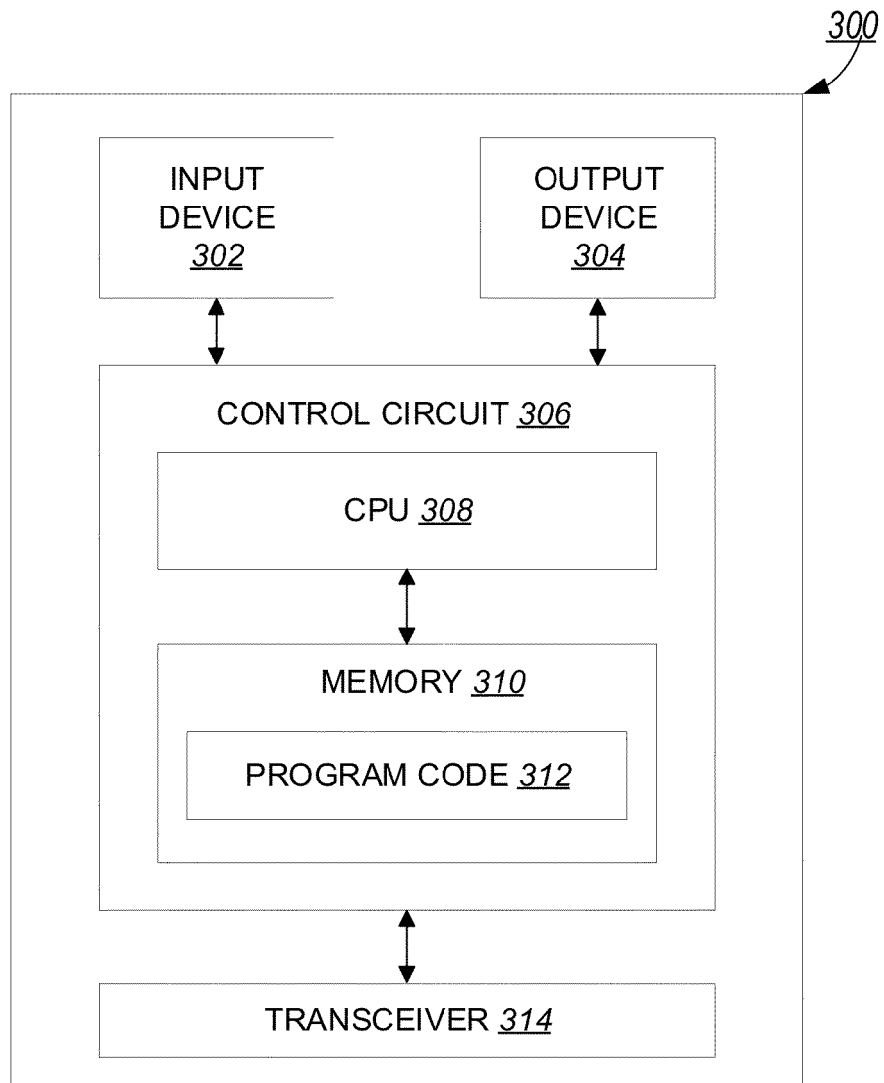 300
INPUT
DEVICE
302
OUTPUT
DEVICE
304
CONTROL CIRCUIT 306
CPU 308
MEMORY 310
PROGRAM CODE 312
TRANSCEIVER 314